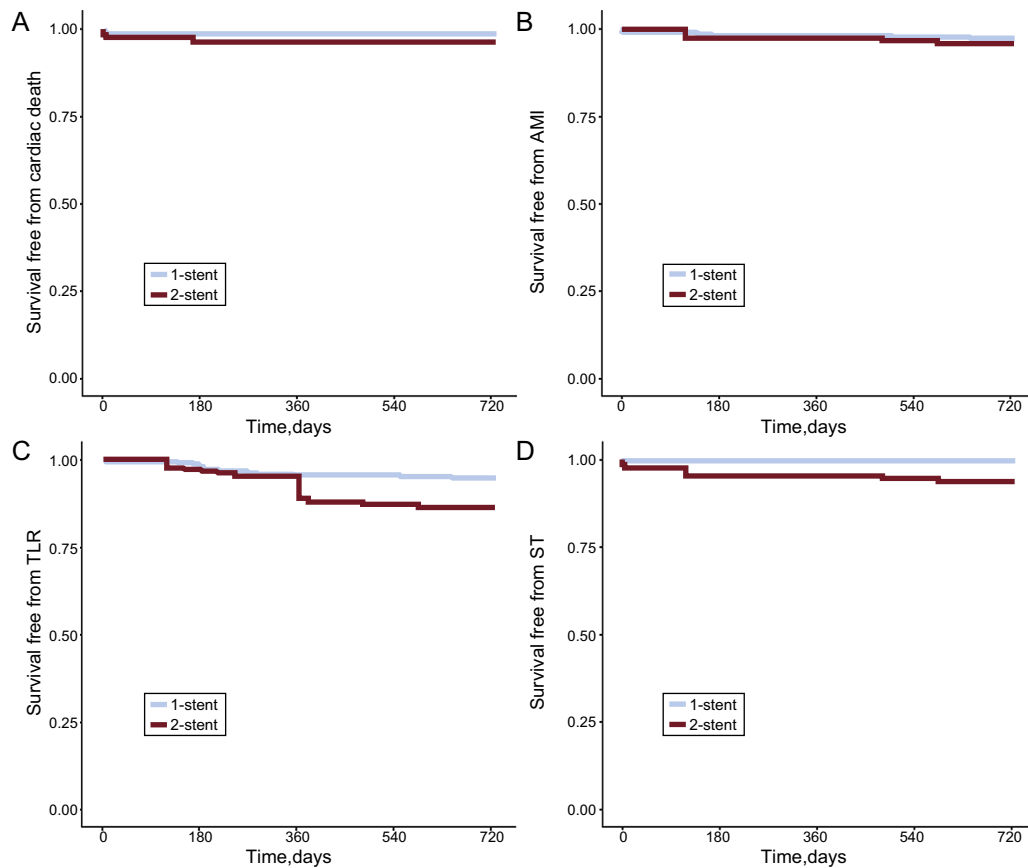 A
Survival free from cardiac death
1.00
0.75
0.50
0.25
0.00
1-stent
2-stent
0 180 360 540 720
Time,days
B
Survival free from AMI
1.00
0.75
0.50
0.25
0.00
1-stent
2-stent
0 180 360 540 720
Time,days
C
Survival free from TLR
1.00
0.75
0.50
0.25
0.00
1-stent
2-stent
0 180 360 540 720
Time,days
D
Survival free from ST
1.00
0.75
0.50
0.25
0.00
1-stent
2-stent
0 180 360 540 720
Time,days